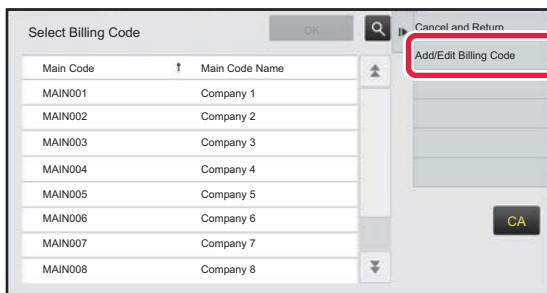 Select Billing Code
OK
Cancel and Return
Add/Edit Billing Code
Main Code Main Code Name
MAIN001 Company 1
MAIN002 Company 2
MAIN003 Company 3
MAIN004 Company 4
MAIN005 Company 5
MAIN006 Company 6
MAIN007 Company 7
MAIN008 Company 8
CA